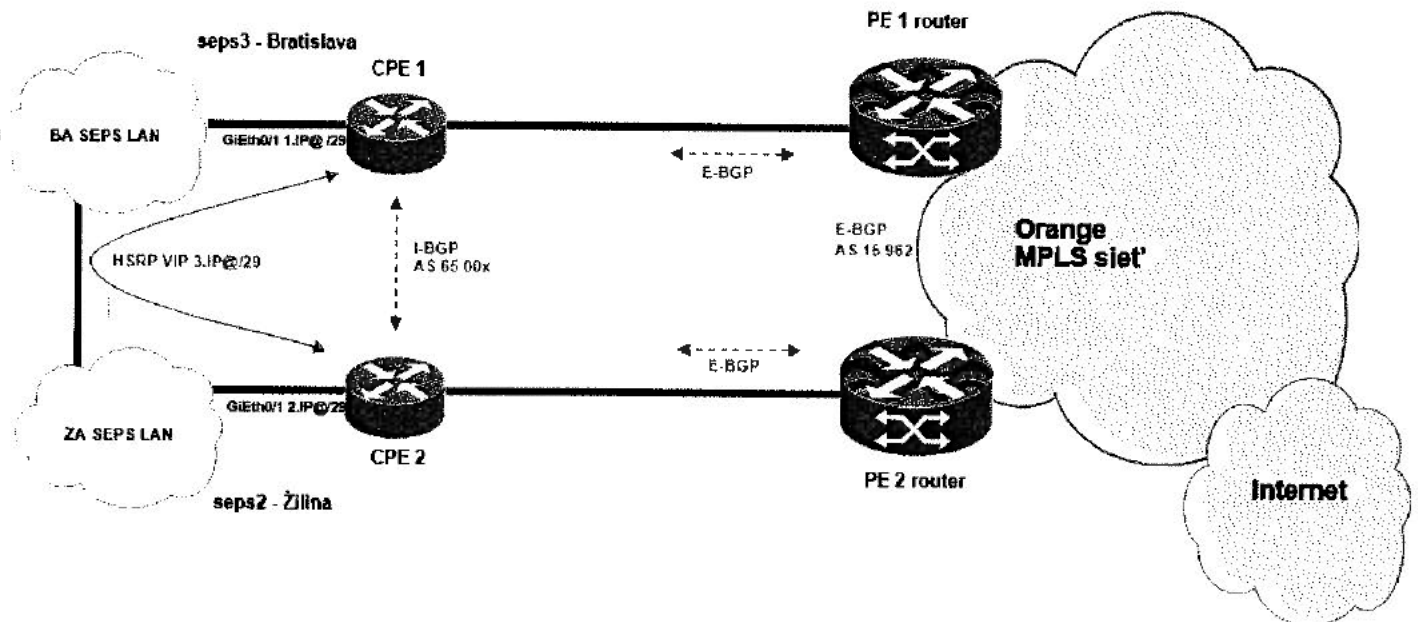 PE 1 router
seps3 - Bratislava
CPE 1
BA SEPS LAN
GiEth0/1 1.IP@ /29
E-BGP
I-BGP
AS 65 00x
E-BGP
AS 15 962
Orange
MPLS sieť
HSRP VIP 3.IP@/29
E-BGP
GiEth0/1 2.IP@/29
ZA SEPS LAN
CPE 2
PE 2 router
Internet
seps2 - Žilina